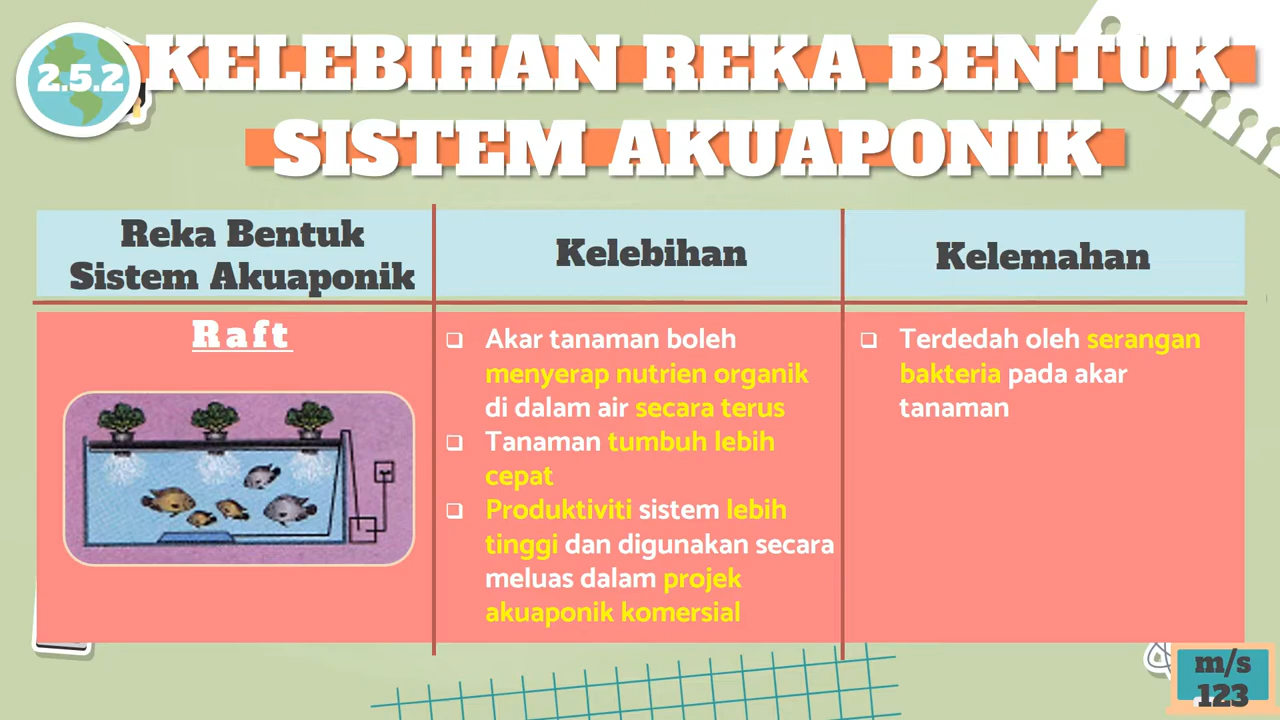 2.5.2
KELEBIHAN REKA BENTUK
SISTEM AKUAPONIK
Reka Bentuk
Sistem Akuaponik
Kelebihan
Kelemahan
Raft
❑ Akar tanaman boleh
menyerap nutrien organik
di dalam air secara terus
❑ Tanaman tumbuh lebih
cepat
❑ Produktiviti sistem lebih
tinggi dan digunakan secara
meluas dalam projek
akuaponik komersial
❑ Terdedah oleh serangan
bakteria pada akar
tanaman
m/s
123